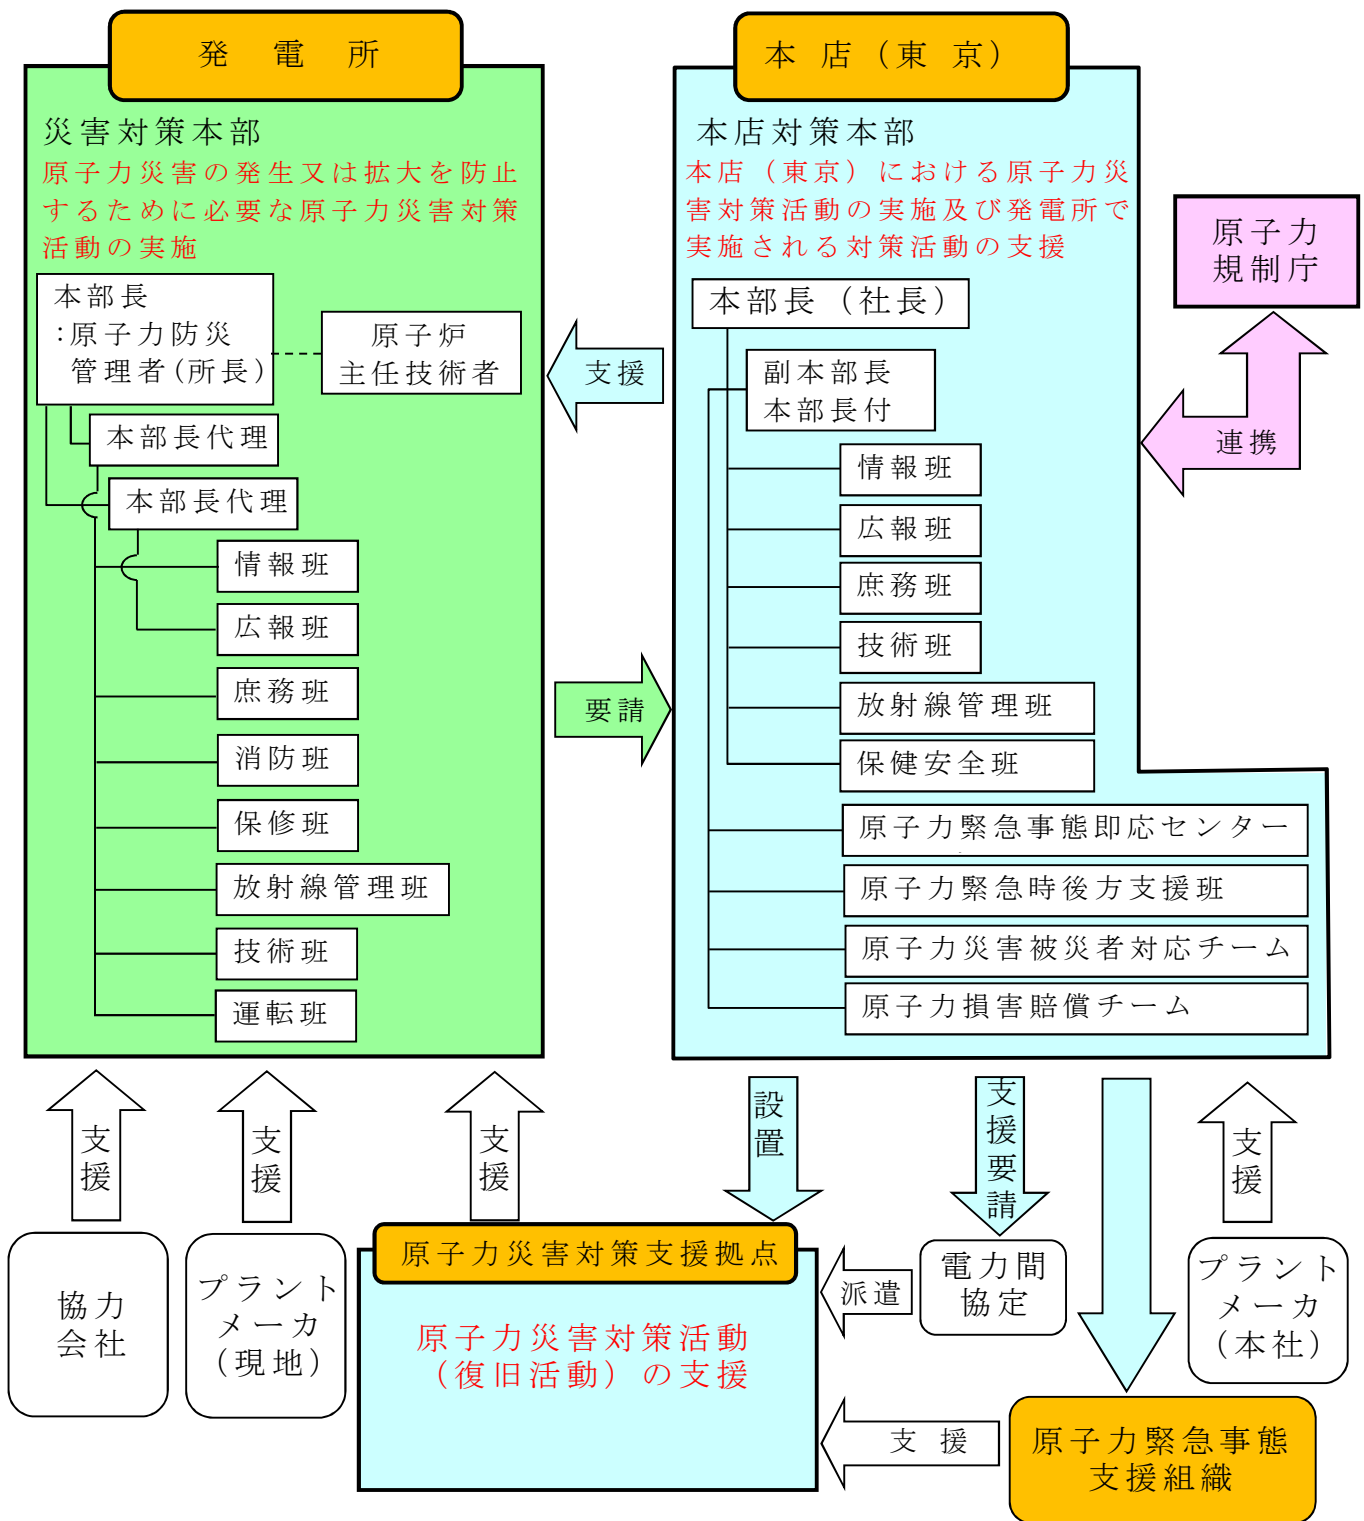 発　電　所
災害対策本部
原子力災害の発生又は拡大を防止
するために必要な原子力災害対策
活動の実施
本部長
:原子力防災
管理者(所長)
原子炉
主任技術者
本部長代理
本部長代理
情報班
広報班
庶務班
消防班
保修班
放射線管理班
技術班
運転班
支援
要請
本 店（東 京）
本店対策本部
本店（東京）における原子力災
害対策活動の実施及び発電所で
実施される対策活動の支援
本部長（社長）
副本部長
本部長付
情報班
広報班
庶務班
技術班
放射線管理班
保健安全班
原子力緊急事態即応センター
原子力緊急時後方支援班
原子力災害被災者対応チーム
原子力損害賠償チーム
原子力
規制庁
連携
支援
支援
支援
設置
支援要請
支援
協力
会社
プラント
メーカ
(現地)
原子力災害対策支援拠点
原子力災害対策活動
（復旧活動）の支援
派遣
電力間
協定
プラント
メーカ
(本社)
支 援
原子力緊急事態
支援組織